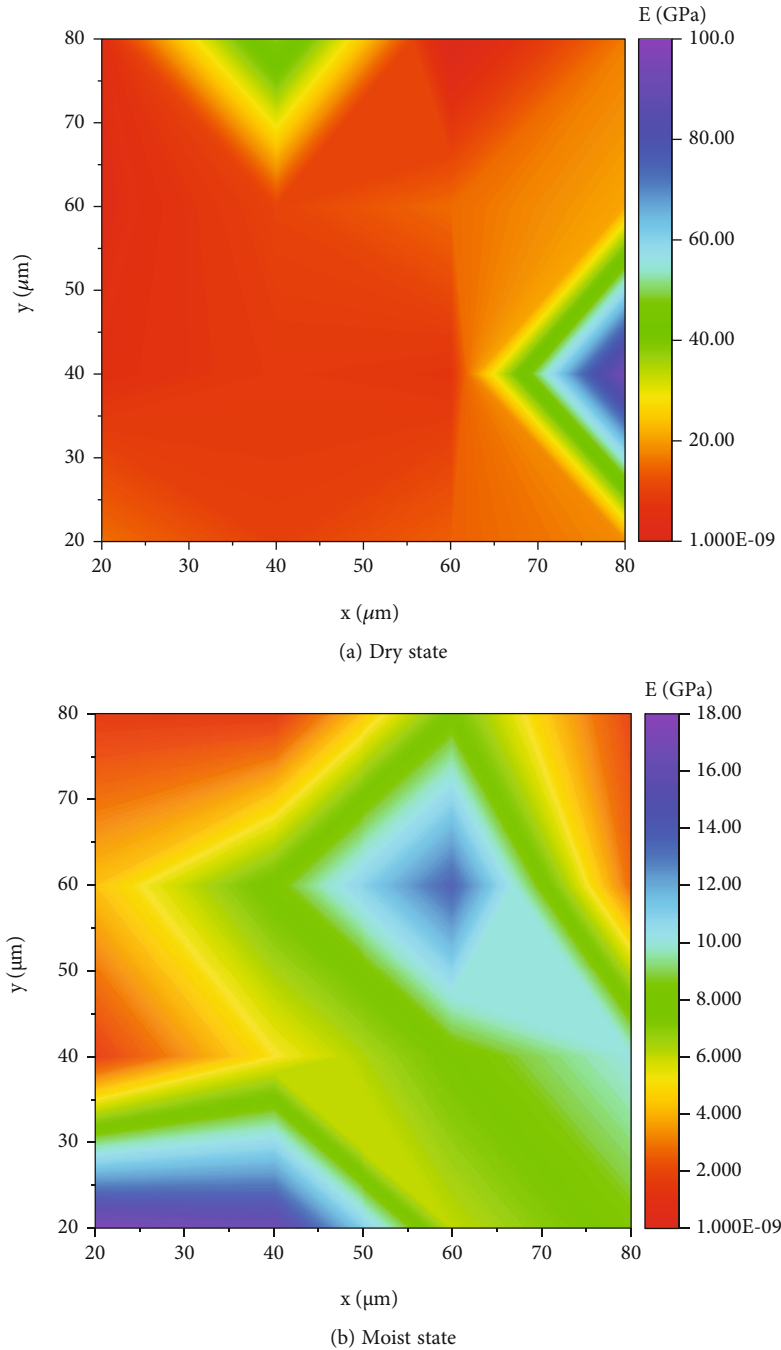 E (GPa)
80
70
60
50
40
30
20
y (μm)
20 30 40 50 60 70 80
x (μm)
100.0
80.00
60.00
40.00
20.00
1.000E-09
(a) Dry state
E (GPa)
80
70
60
50
40
30
20
y (μm)
20 30 40 50 60 70 80
x (μm)
18.00
16.00
14.00
12.00
10.00
8.000
6.000
4.000
2.000
1.000E-09
(b) Moist state